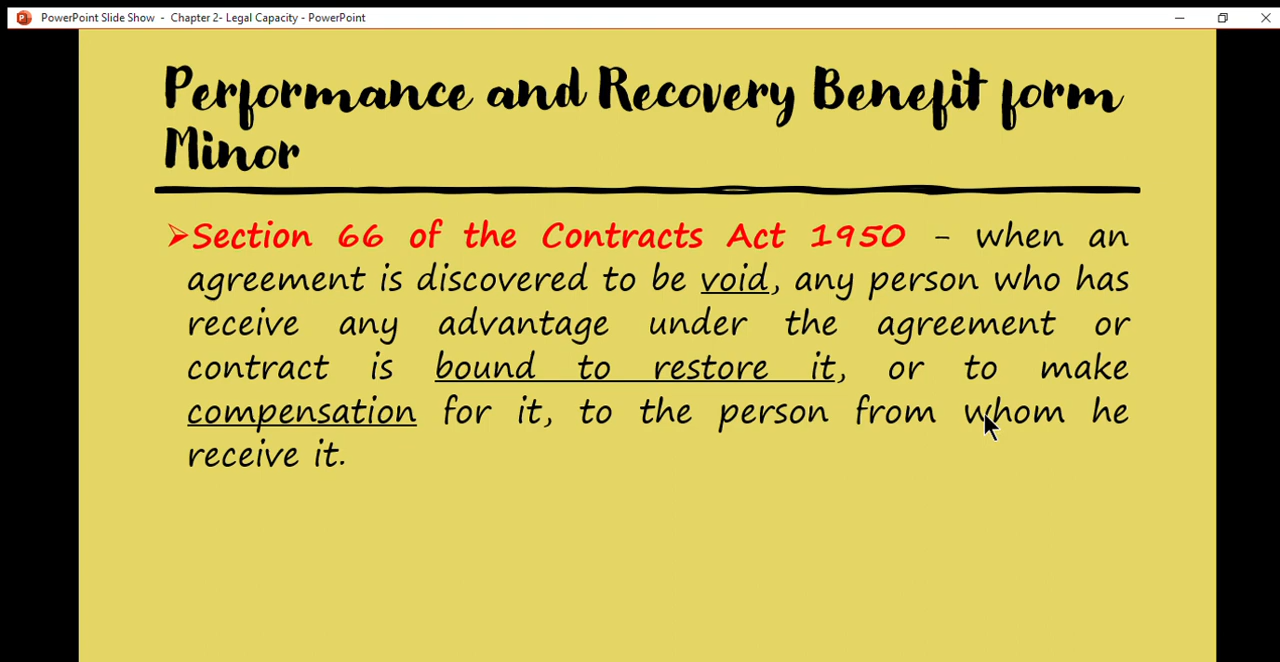 PowerPoint Slide Show - Chapter 2- Legal Capacity - PowerPoint
Performance and Recovery Benefit form
Minor
➢Section 66 of the Contracts Act 1950 – when an
agreement is discovered to be void, any person who has
receive any advantage under the agreement or
contract is bound to restore it, or to make
compensation for it, to the person from whom he
receive it.